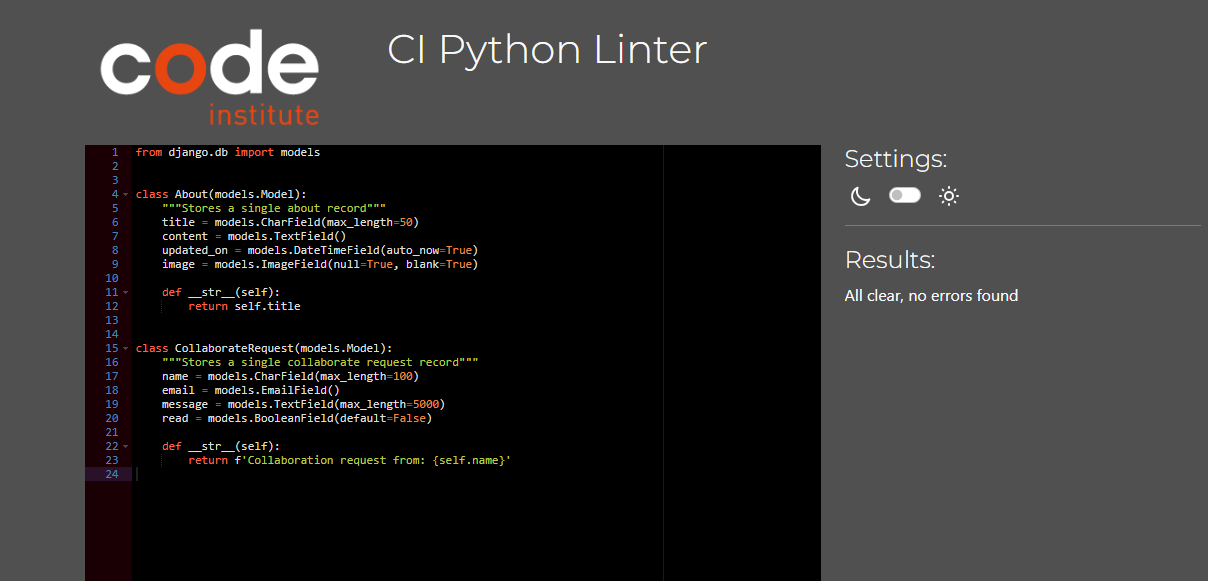 code
institute
CI Python Linter
1 from django.db import models
2
3
4 class About(models.Model):
5     """Stores a single about record"""
6     title = models.CharField(max_length=50)
7     content = models.TextField()
8     updated_on = models.DateTimeField(auto_now=True)
9     image = models.ImageField(null=True, blank=True)
10
11     def __str__(self):
12         return self.title
13
14
15 class CollaborateRequest(models.Model):
16     """Stores a single collaborate request record"""
17     name = models.CharField(max_length=100)
18     email = models.EmailField()
19     message = models.TextField(max_length=5000)
20     read = models.BooleanField(default=False)
21
22     def __str__(self):
23         return f'Collaboration request from: {self.name}'
24
Settings:
Results:
All clear, no errors found